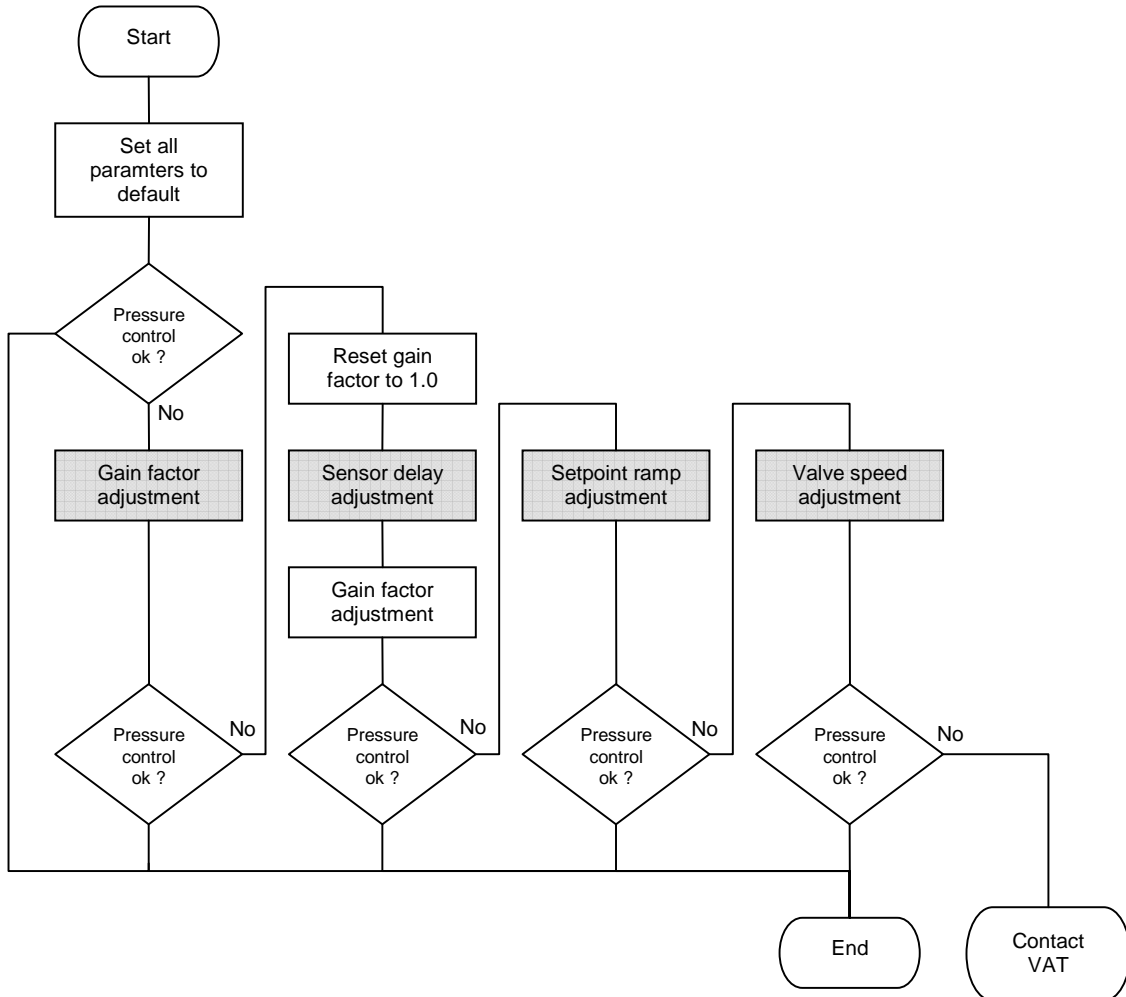 Start
Set all
paramters to
default
Pressure
control
ok ?
No
Gain factor
adjustment
Pressure
control
ok ?
No
Reset gain
factor to 1.0
Sensor delay
adjustment
Gain factor
adjustment
Pressure
control
ok ?
No
Setpoint ramp
adjustment
Pressure
control
ok ?
No
Valve speed
adjustment
Pressure
control
ok ?
No
End
Contact
VAT